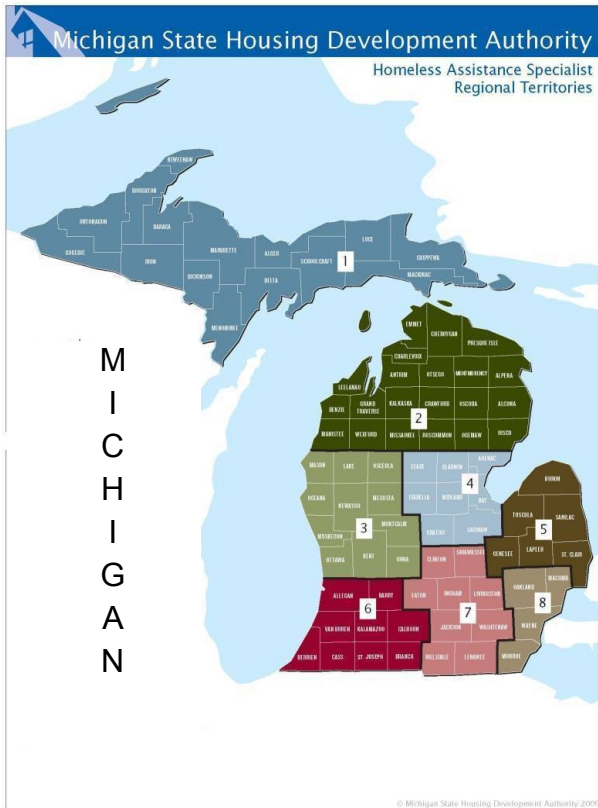 Michigan State Housing Development Authority
Homeless Assistance Specialist
Regional Territories
KEWEENAW
HOUGHTON
ONTONAGON
BARAGA
GOGEBIC
IRON
MARQUETTE
ALGER
LUCE
CHIPPEWA
SCHOOLCRAFT
1
DICKINSON
DELTA
MACKINAC
MENOMINEE
EMMET
CHEBOYGAN
PRESQUE ISLE
CHARLEVOIX
ANTRIM
OTSEGO
MONTMORENCY
ALPENA
LEELANAU
BENZIE
GRAND
TRAVERSE
KALKASKA
CRAWFORD
OSCODA
ALCONA
2
MANISTEE
WEXFORD
MISSAUKEE
ROSCOMMON
OGEMAW
IOSCO
M
I
C
H
I
G
A
N
MASON
LAKE
OSCEOLA
CLARE
GLADWIN
ARENAC
OCEANA
NEWAYGO
MECOSTA
ISABELLA
MIDLAND
BAY
4
HURON
MUSKEGON
MONTCALM
3
GRATIOT
SAGINAW
TUSCOLA
SANILAC
5
OTTAWA
KENT
IONIA
CLINTON
SHIAWASSEE
GENESEE
LAPEER
ST. CLAIR
ALLEGAN
BARRY
6
EATON
INGHAM
LIVINGSTON
7
OAKLAND
MACOMB
8
VAN BUREN
KALAMAZOO
CALHOUN
JACKSON
WASHTENAW
WAYNE
BERRIEN
CASS
ST JOSEPH
BRANCH
HILLSDALE
LENAWEE
MONROE
© Michigan State Housing Development Authority 2009